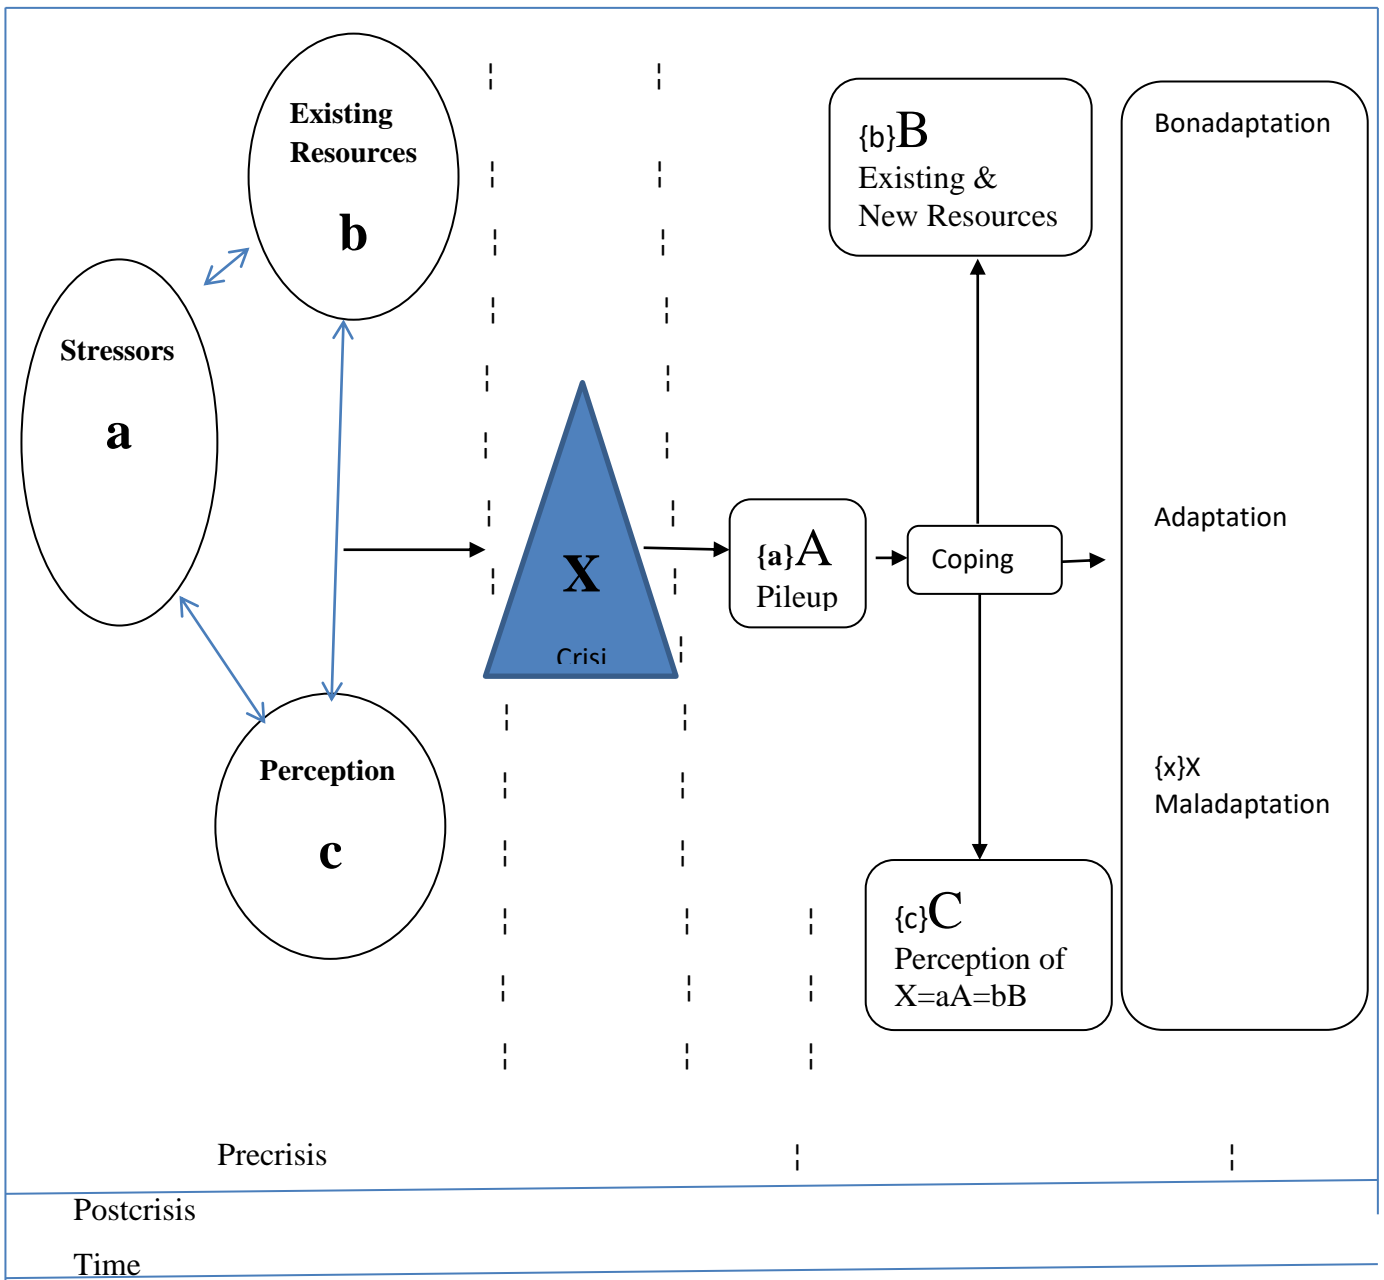 Existing
Resources
b
Stressors
a
Perception
c
X
Crisi
{a}A
Pileup
Coping
{b}B
Existing &
New Resources
{c}C
Perception of
X=aA=bB
Bonadaptation
Adaptation
{x}X
Maladaptation
Precrisis
Postcrisis
Time